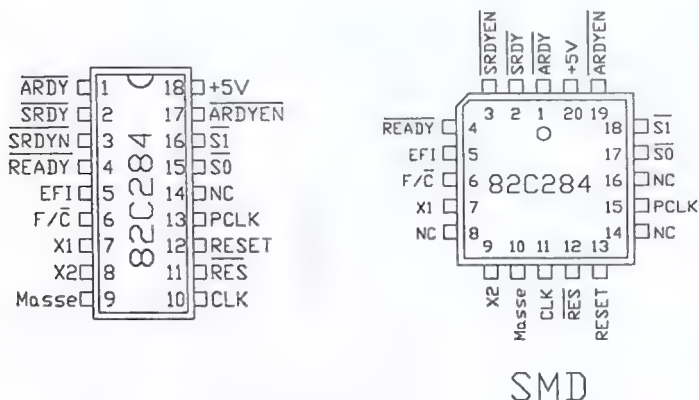 ARDY 1 18 +5V
SRDY 2 17 ARDYEN
SRDYN 3 16 S1
READY 4 15 S0
EFI 5 14 NC
F/C 6 13 PCLK
X1 7 12 RESET
X2 8 11 RES
Masse 9 10 CLK
82C284
SRDYEN SRDY ARDY +5V ARDYEN
3 2 1 20 19
READY 4 18 S1
EFI 5 17 S0
F/C 6 82C284 16 NC
X1 7 15 PCLK
NC 8 14 NC
9 10 11 12 13
X2 Masse CLK RES RESET
SMD